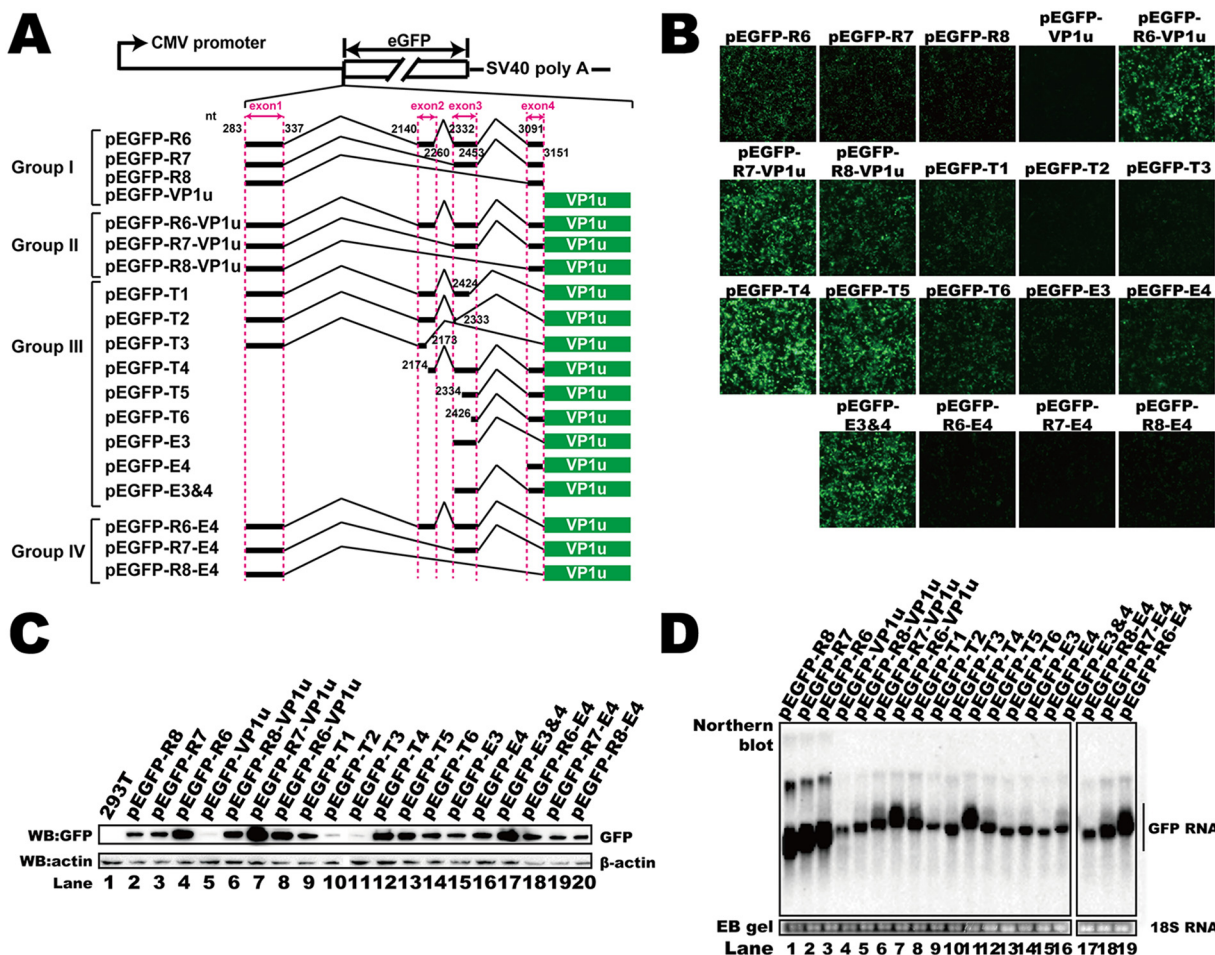 A
CMV promoter
eGFP
SV40 poly A
exon1
exon2
exon3
exon4
nt
283
337
2140
2332
3091
2260
2453
3151
Group I
pEGFP-R6
pEGFP-R7
pEGFP-R8
pEGFP-VP1u
VP1u
Group II
pEGFP-R6-VP1u
VP1u
pEGFP-R7-VP1u
VP1u
pEGFP-R8-VP1u
VP1u
Group III
pEGFP-T1
2424
VP1u
pEGFP-T2
2333
VP1u
pEGFP-T3
2173
VP1u
pEGFP-T4
2174
VP1u
pEGFP-T5
2334
VP1u
pEGFP-T6
2426
VP1u
pEGFP-E3
VP1u
pEGFP-E4
VP1u
pEGFP-E3&4
VP1u
Group IV
pEGFP-R6-E4
VP1u
pEGFP-R7-E4
VP1u
pEGFP-R8-E4
VP1u
B
pEGFP-R6
pEGFP-R7
pEGFP-R8
pEGFP-
VP1u
pEGFP-
R6-VP1u
pEGFP-
R7-VP1u
pEGFP-
R8-VP1u
pEGFP-T1
pEGFP-T2
pEGFP-T3
pEGFP-T4
pEGFP-T5
pEGFP-T6
pEGFP-E3
pEGFP-E4
pEGFP-
E3&4
pEGFP-
R6-E4
pEGFP-
R7-E4
pEGFP-
R8-E4
C
293T
pEGFP-R8
pEGFP-R7
pEGFP-R6
pEGFP-VP1u
pEGFP-R8-VP1u
pEGFP-R7-VP1u
pEGFP-R6-VP1u
pEGFP-T1
pEGFP-T2
pEGFP-T3
pEGFP-T4
pEGFP-T5
pEGFP-T6
pEGFP-E3
pEGFP-E4
pEGFP-E3&4
pEGFP-R6-E4
pEGFP-R7-E4
pEGFP-R8-E4
WB:GFP
GFP
WB:actin
β-actin
Lane 1 2 3 4 5 6 7 8 9 10 11 12 13 14 15 16 17 18 19 20
D
pEGFP-R8
pEGFP-R7
pEGFP-R6
pEGFP-VP1u
pEGFP-R8-VP1u
pEGFP-R7-VP1u
pEGFP-R6-VP1u
pEGFP-T1
pEGFP-T2
pEGFP-T3
pEGFP-T4
pEGFP-T5
pEGFP-T6
pEGFP-E3
pEGFP-E4
pEGFP-E3&4
pEGFP-R8-E4
pEGFP-R7-E4
pEGFP-R6-E4
Northern
blot
GFP RNA
EB gel
18S RNA
Lane 1 2 3 4 5 6 7 8 9 10 11 12 13 14 15 16 17 18 19